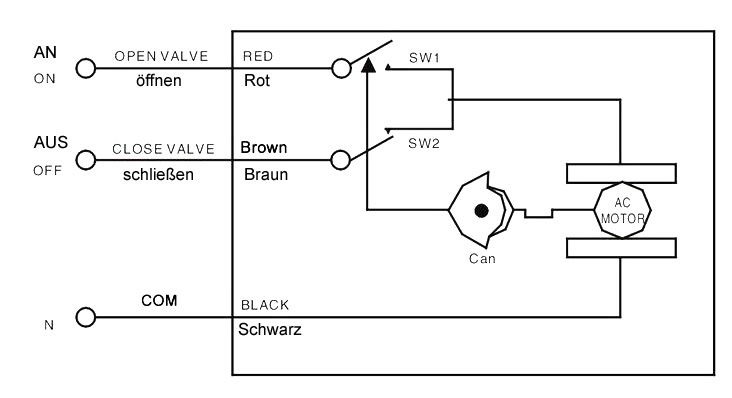 AN
ON
OPEN VALVE
öffnen
RED
Rot
SW1
AUS
OFF
CLOSE VALVE
schließen
Brown
Braun
SW2
AC
MOTOR
Can
N
COM
BLACK
Schwarz